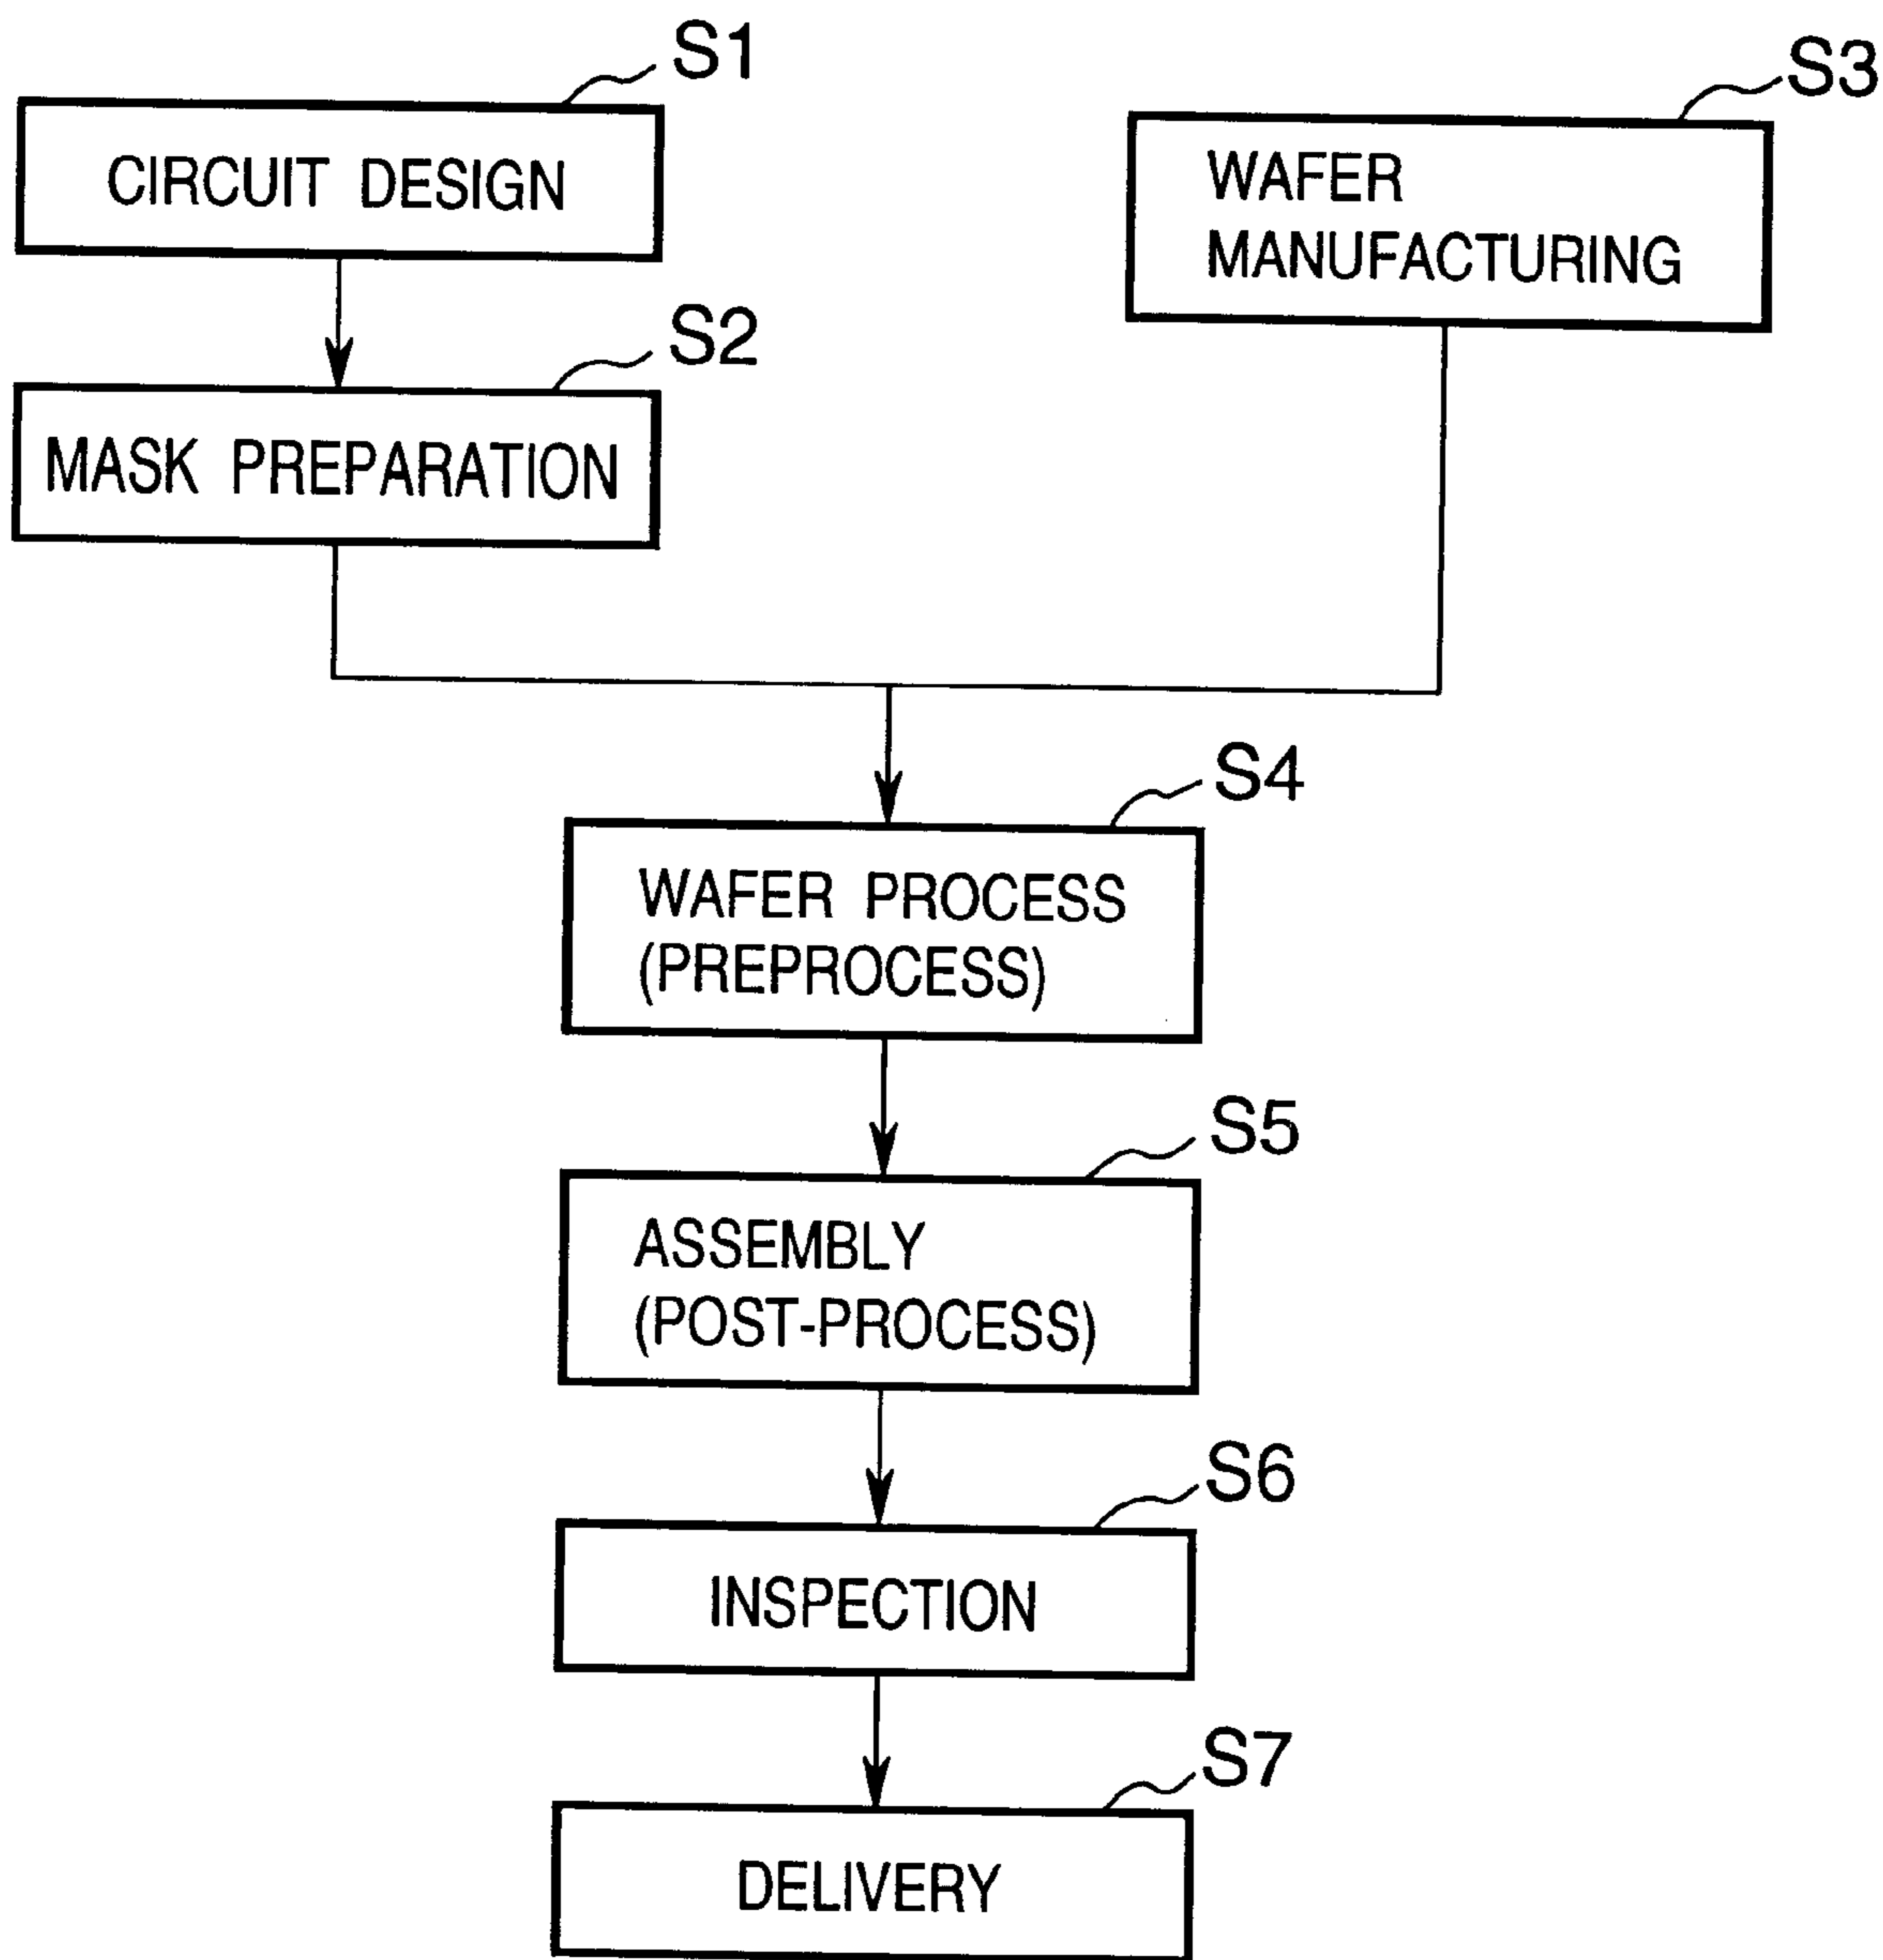 S1
CIRCUIT DESIGN
S2
MASK PREPARATION
S3
WAFER
MANUFACTURING
S4
WAFER PROCESS
(PREPROCESS)
S5
ASSEMBLY
(POST-PROCESS)
S6
INSPECTION
S7
DELIVERY